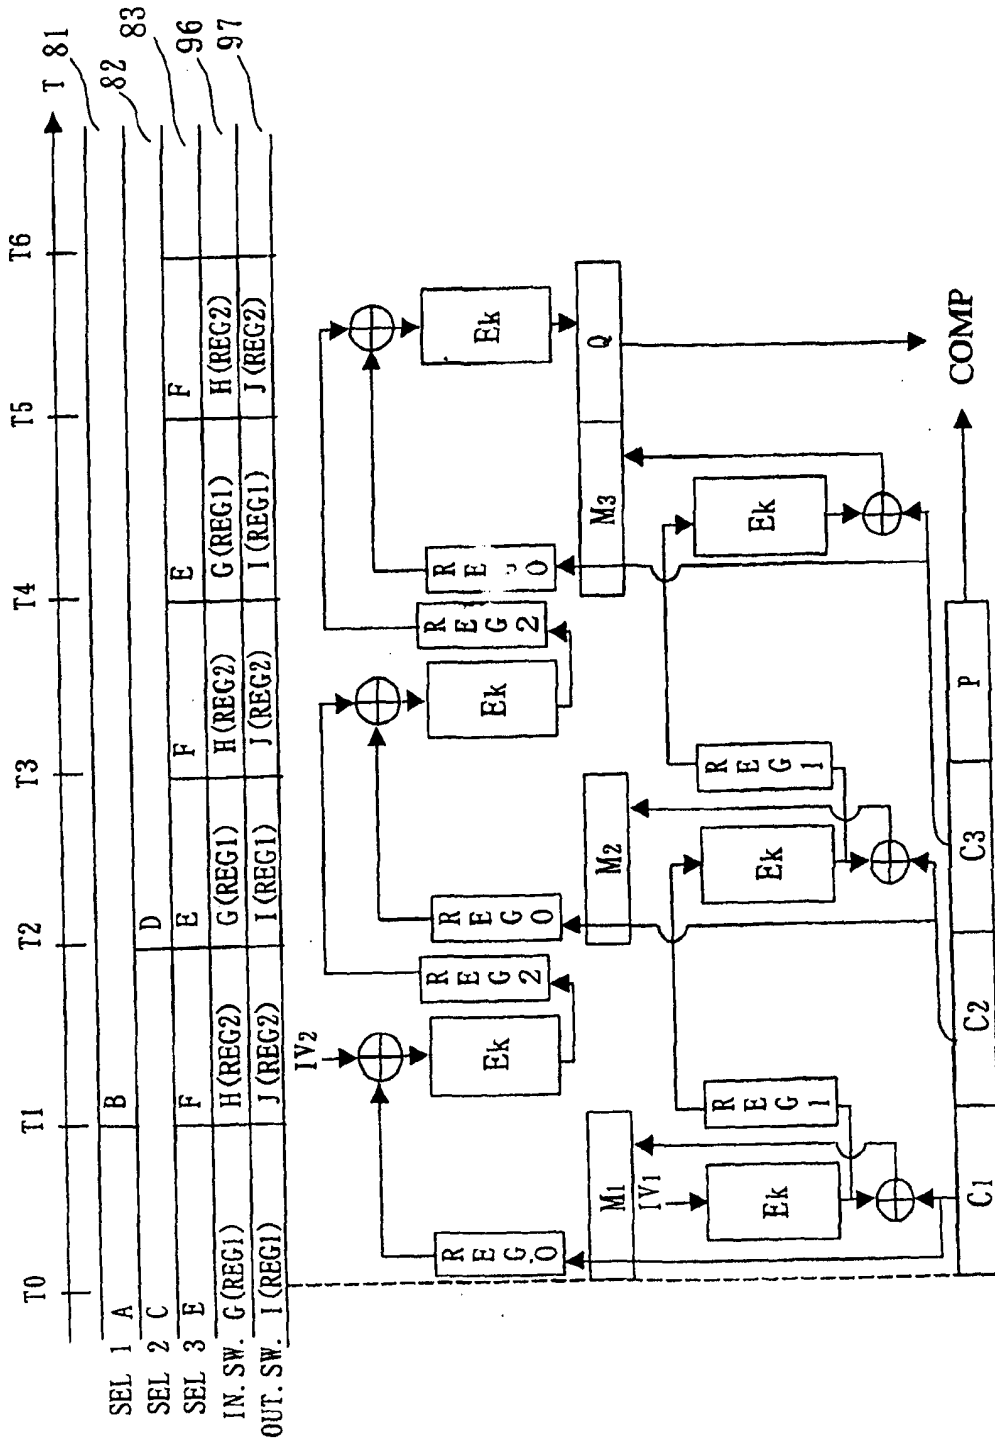 T0 T1 T2 T3 T4 T5 T6 T
SEL 1 A B 81
SEL 2 C D 82
SEL 3 E F E F E F 83
IN.SW. G(REG1) H(REG2) G(REG1) H(REG2) G(REG1) H(REG2) 96
OUT.SW. I(REG1) J(REG2) I(REG1) J(REG2) I(REG1) J(REG2) 97
IV2
Ek Ek Ek
REG2 REG2
REG0 REG0
M1 M2 M3 Q
IV1
Ek Ek Ek
REG1 REG1
C1 C2 C3 P
COMP